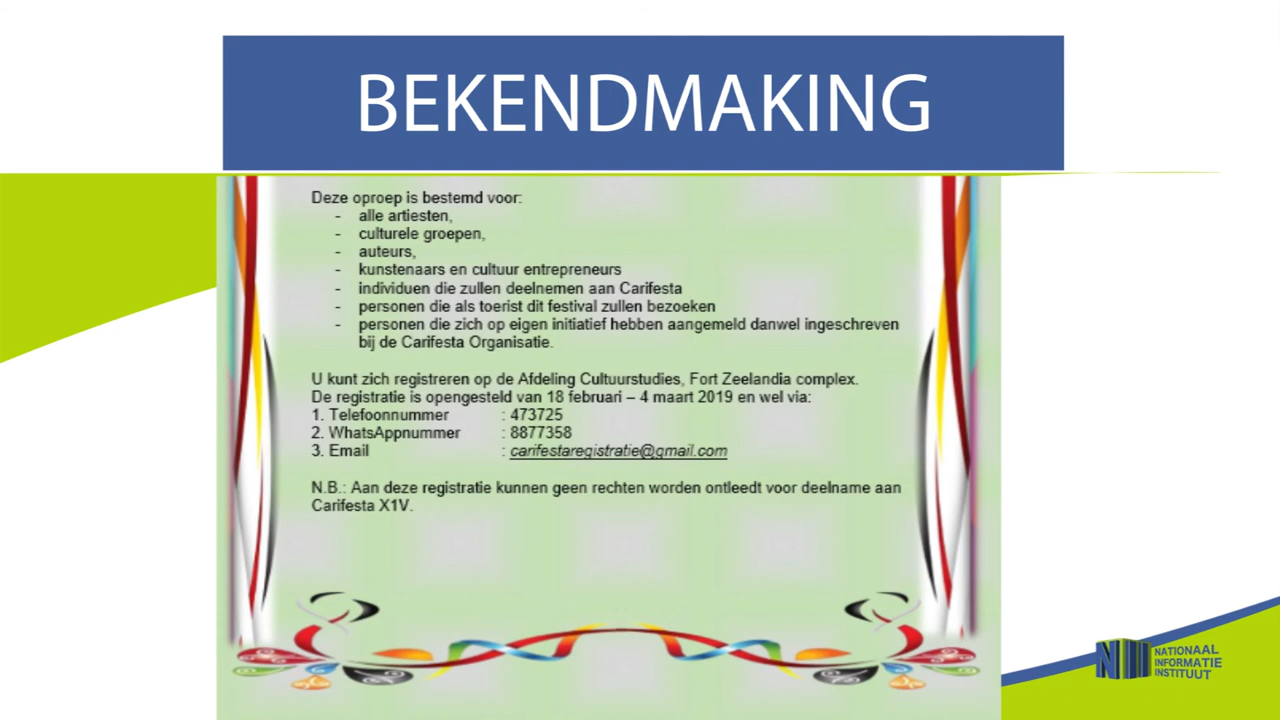 BEKENDMAKING
Deze oproep is bestemd voor:
- alle artiesten,
- culturele groepen,
- auteurs,
- kunstenaars en cultuur entrepreneurs
- individuen die zullen deelnemen aan Carifesta
- personen die als toerist dit festival zullen bezoeken
- personen die zich op eigen initiatief hebben aangemeld danwel ingeschreven
bij de Carifesta Organisatie.
U kunt zich registreren op de Afdeling Cultuurstudies, Fort Zeelandia complex.
De registratie is opengesteld van 18 februari – 4 maart 2019 en wel via:
1. Telefoonnummer : 473725
2. WhatsAppnummer : 8877358
3. Email : carifestaregistratie@gmail.com
N.B.: Aan deze registratie kunnen geen rechten worden ontleedt voor deelname aan
Carifesta X1V.
NII NATIONAAL
INFORMATIE
INSTITUUT